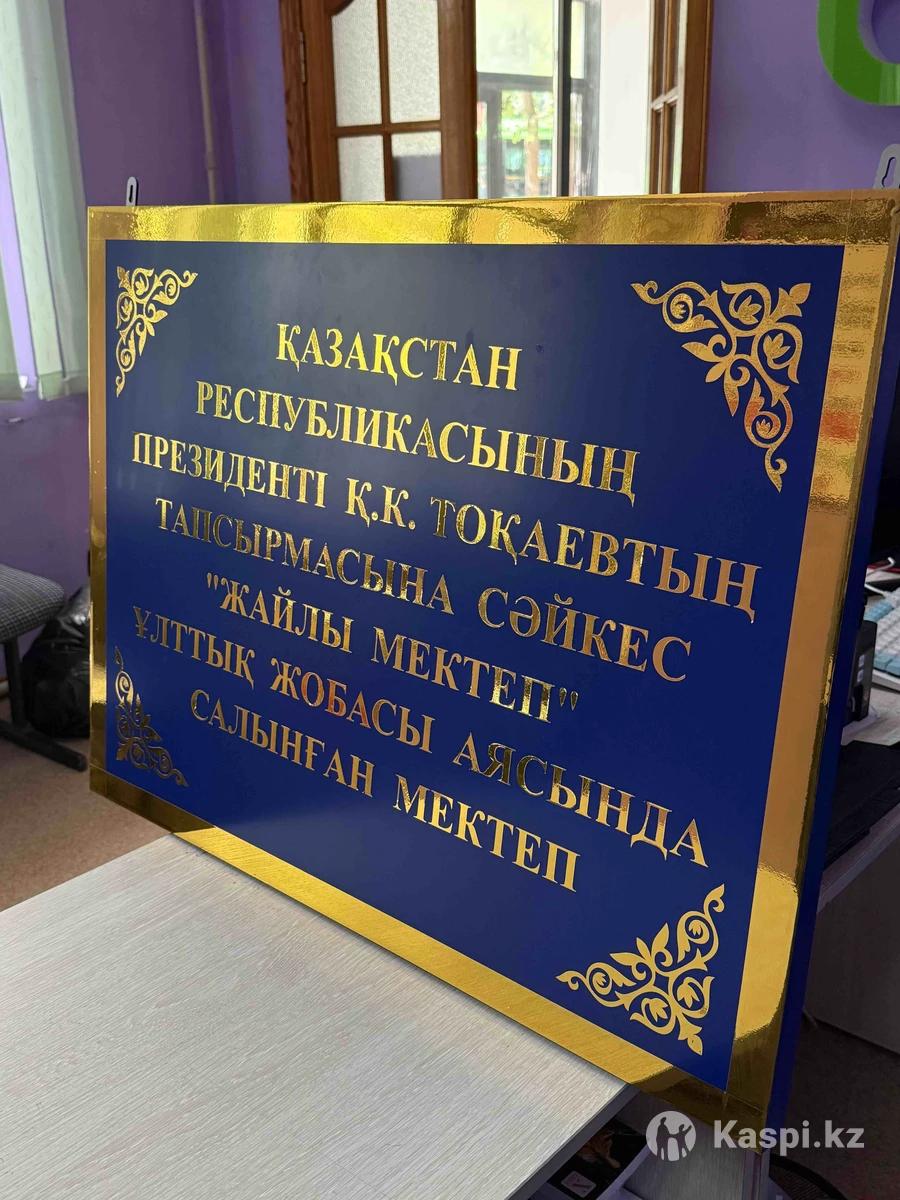 ҚАЗАҚСТАН
РЕСПУБЛИКАСЫНЫҢ
ПРЕЗИДЕНТІ Қ.К. ТОҚАЕВТЫҢ
ТАПСЫРМАСЫНА СӘЙКЕС
"ЖАЙЛЫ МЕКТЕП"
ҰЛТТЫҚ ЖОБАСЫ АЯСЫНДА
САЛЫНҒАН МЕКТЕП
Kaspi.kz